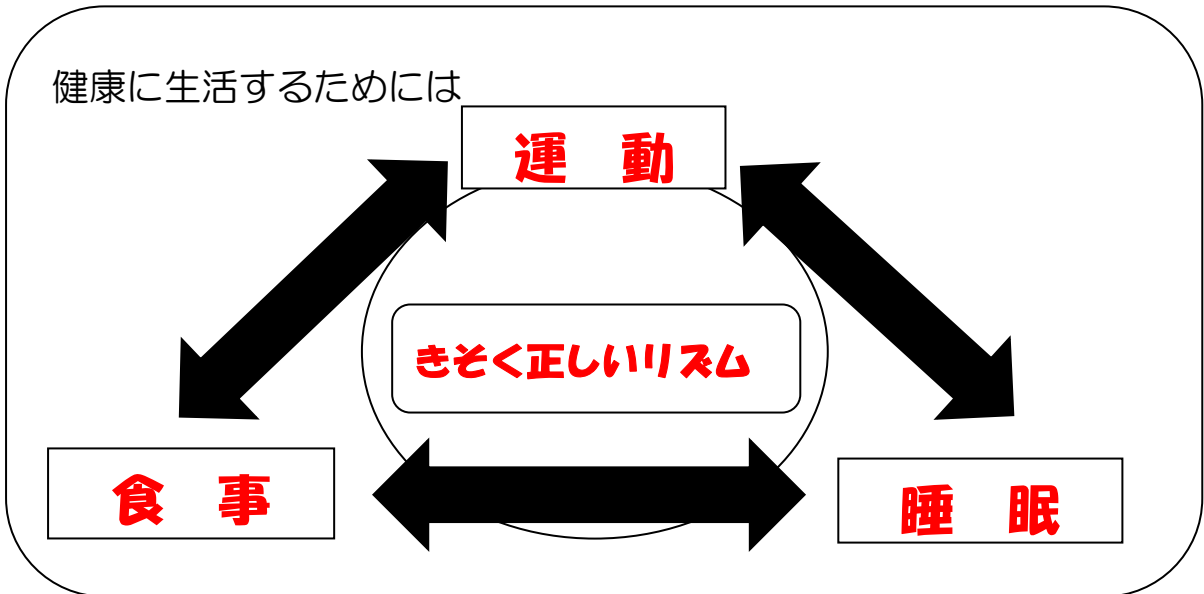 健康に生活するためには
運　動
きそく正しいリズム
食　事
睡　眠